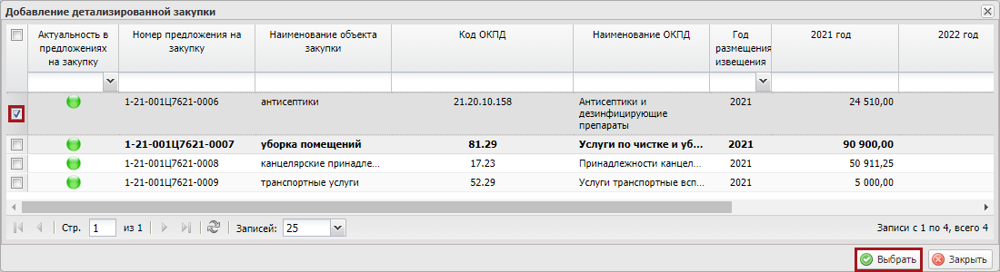 Добавление детализированной закупки
Актуальность в предложениях на закупку
Номер предложения на закупку
Наименование объекта закупки
Код ОКПД
Наименование ОКПД
Год размещения извещения
2021 год
2022 год
1-21-001Ц7621-0006 антисептики 21.20.10.158 Антисептики и дезинфицирующие препараты 2021 24 510,00
1-21-001Ц7621-0007 уборка помещений 81.29 Услуги по чистке и уб... 2021 90 900,00
1-21-001Ц7621-0008 канцелярские принадле... 17.23 Принадлежности канцел... 2021 50 911,25
1-21-001Ц7621-0009 транспортные услуги 52.29 Услуги транспортные всп... 2021 5 000,00
Стр. 1 из 1 Записей: 25 Записи с 1 по 4, всего 4
Выбрать Закрыть